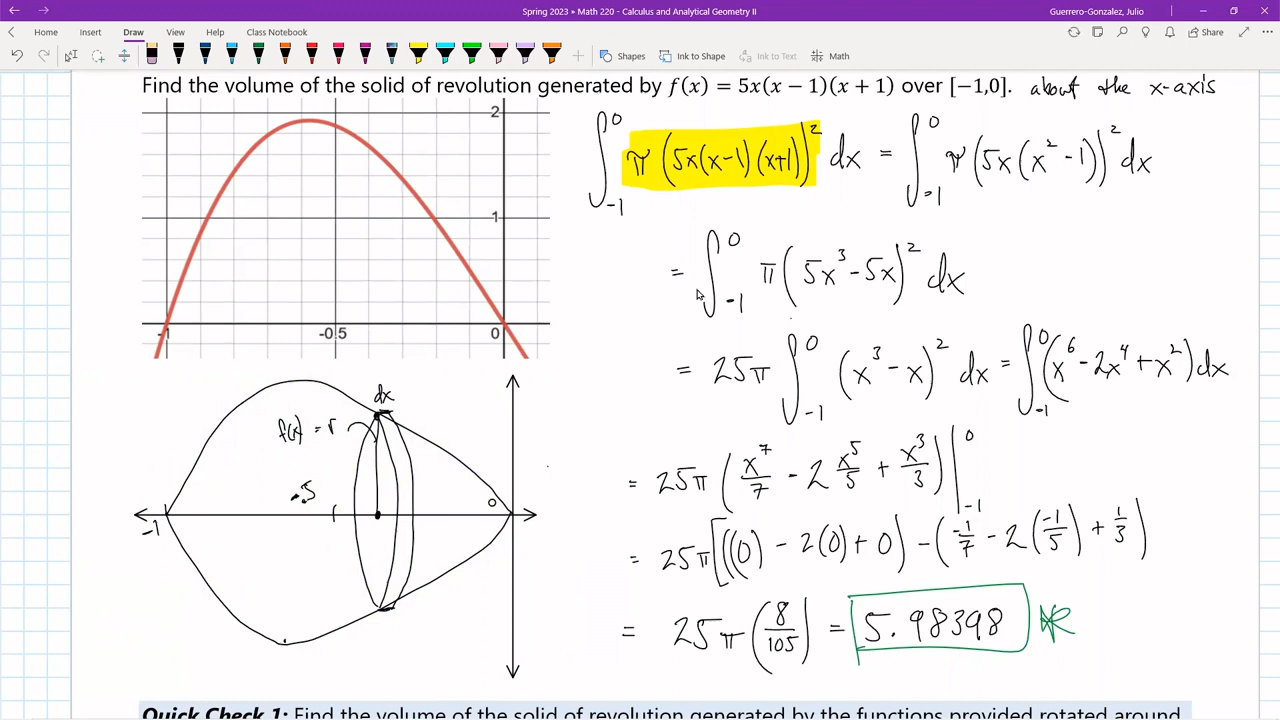 Spring 2023 » Math 220 - Calculus and Analytical Geometry II
Guerrero-Gonzalez, Julio
Home Insert Draw View Help Class Notebook
Share
Shapes Ink to Shape Ink to Text Math
Find the volume of the solid of revolution generated by f(x) = 5x(x − 1)(x + 1) over [−1,0]. about the x-axis
2
1
-1 -0.5 0
∫_{-1}^{0} π(5x(x-1)(x+1))² dx = ∫_{-1}^{0} π(5x(x²-1))² dx
= ∫_{-1}^{0} π(5x³-5x)² dx
= 25π ∫_{-1}^{0} (x³-x)² dx = ∫_{-1}^{0} (x⁶-2x⁴+x²)dx
= 25π (x⁷/7 - 2 x⁵/5 + x³/3) |_{-1}^{0}
= 25π [((0) - 2(0) + 0) - (-1/7 - 2(-1/5) + 1/3)
= 25π (8/105) = 5.98398
dx
f(x) = r
-.5
0
-1
Quick Check 1: Find the volume of the solid of revolution generated by the functions provided rotated around